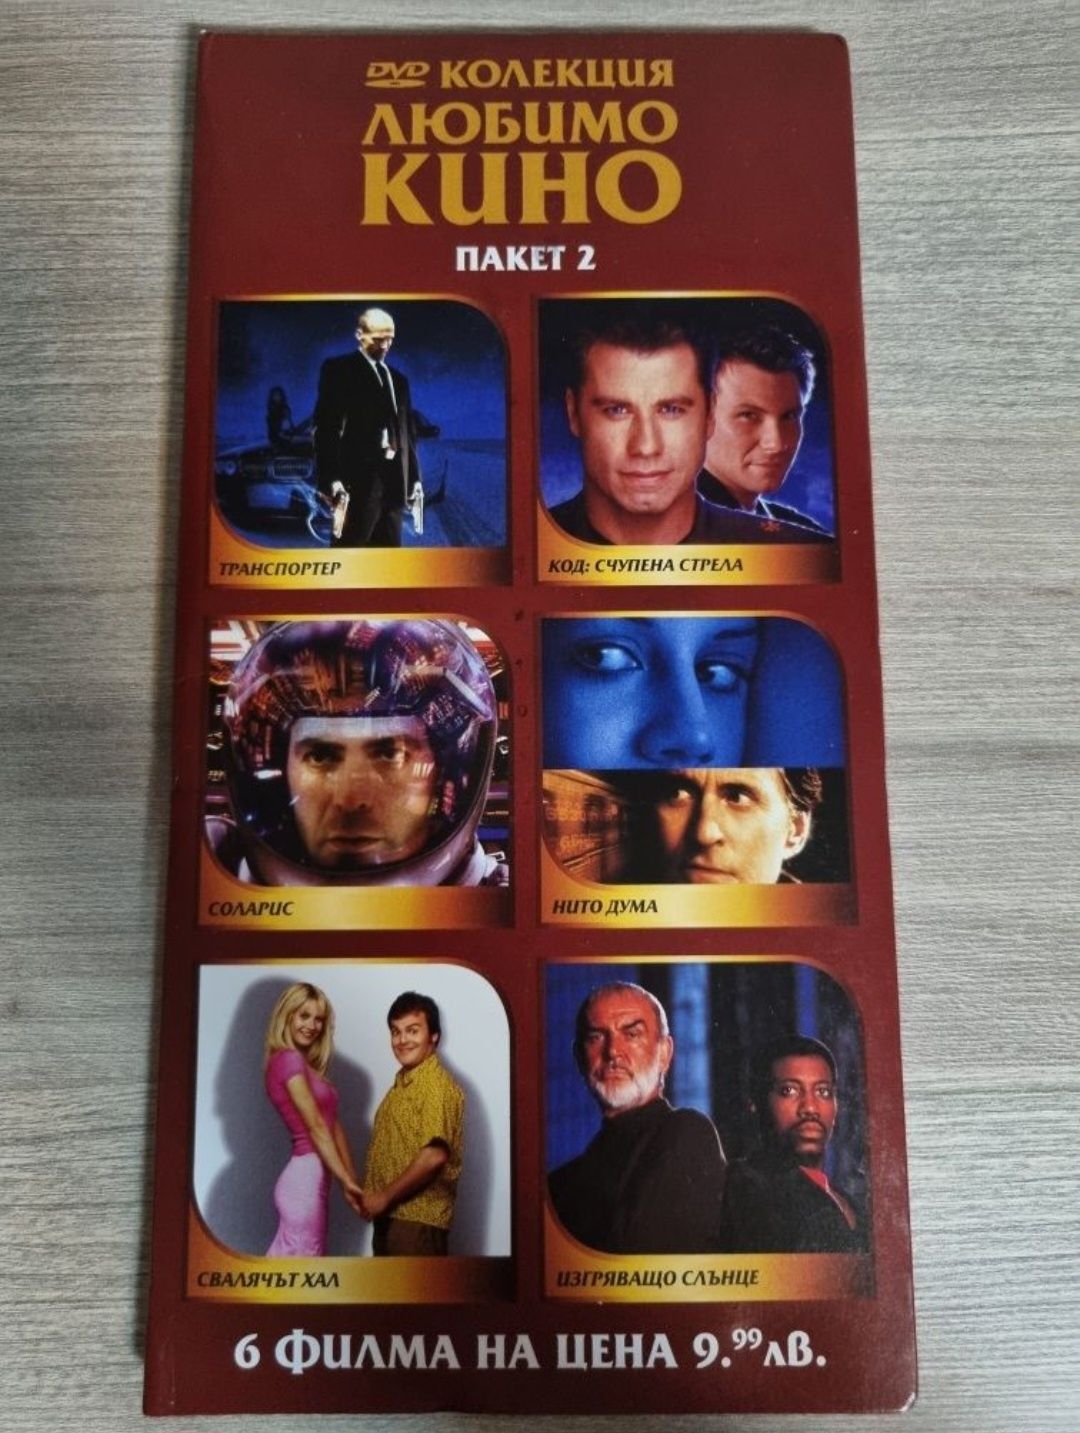 DVD КОЛЕКЦИЯ
ЛЮБИМО
КИНО
ПАКЕТ 2
ТРАНСПОРТЕР
КОД: СЧУПЕНА СТРЕЛА
СОЛАРИС
НИТО ДУМА
СВАЛЯЧЪТ ХАЛ
ИЗГРЯВАЩО СЛЪНЦЕ
6 ФИЛМА НА ЦЕНА 9.99лв.